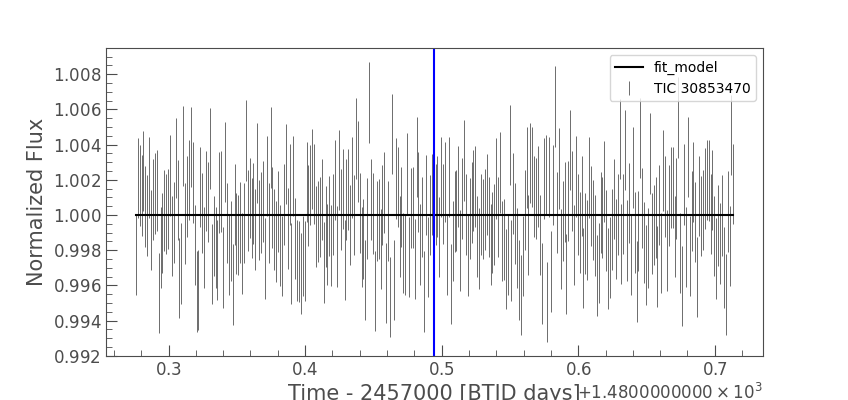 fit_model
TIC 30853470
Normalized Flux
1.008
1.006
1.004
1.002
1.000
0.998
0.996
0.994
0.992
0.3 0.4 0.5 0.6 0.7
Time - 2457000 [BTJD days]
+1.4800000000 × 10³